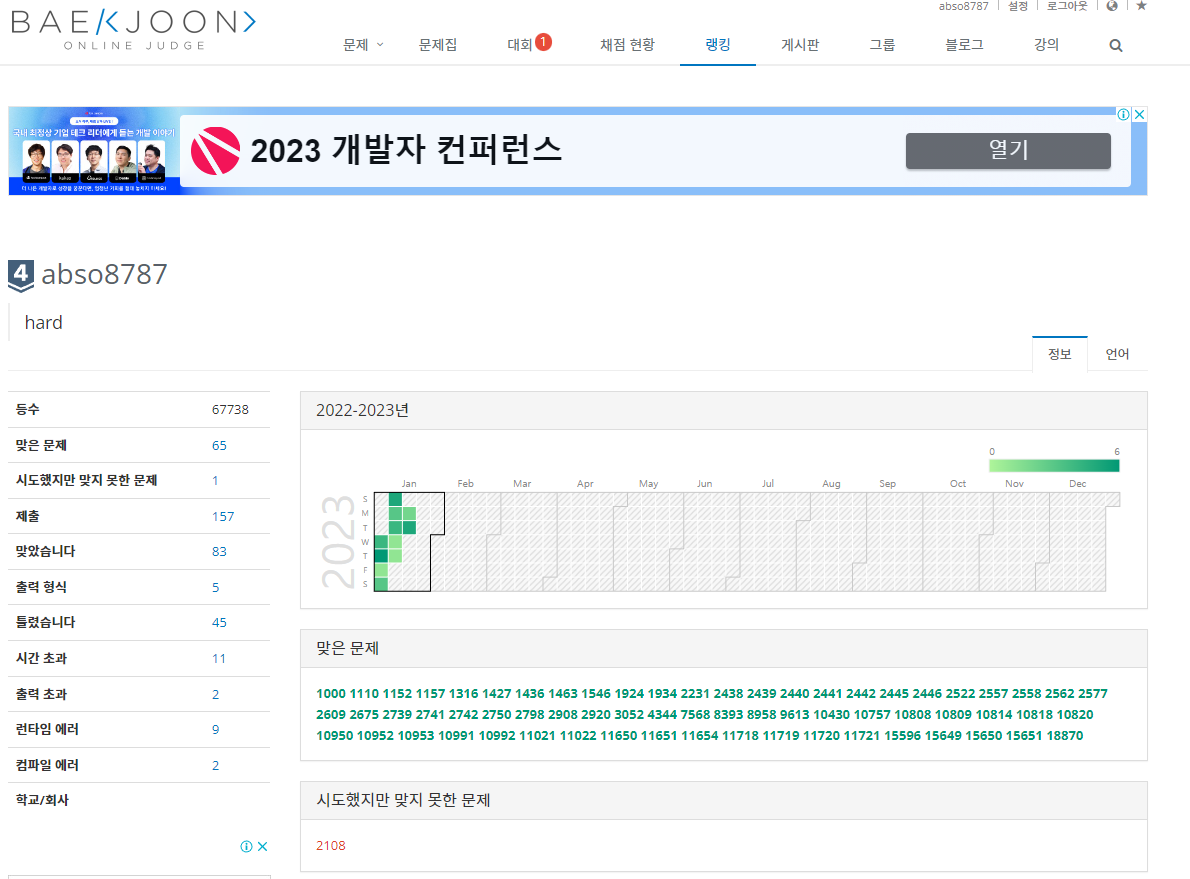 abso8787 설정 로그아웃
BAEKJOON
ONLINE JUDGE
문제 문제집 대회 1 채점 현황 랭킹 게시판 그룹 블로그 강의
국내 최정상 기업 테크 리더에게 듣는 개발 이야기
2023 개발자 컨퍼런스
열기
4 abso8787
hard
정보 언어
등수 67738
맞은 문제 65
시도했지만 맞지 못한 문제 1
제출 157
맞았습니다 83
출력 형식 5
틀렸습니다 45
시간 초과 11
출력 초과 2
런타임 에러 9
컴파일 에러 2
학교/회사
2022-2023년
0 6
Jan Feb Mar Apr May Jun Jul Aug Sep Oct Nov Dec
2023
S
M
T
W
T
F
S
맞은 문제
1000 1110 1152 1157 1316 1427 1436 1463 1546 1924 1934 2231 2438 2439 2440 2441 2442 2445 2446 2522 2557 2558 2562 2577
2609 2675 2739 2741 2742 2750 2798 2908 2920 3052 4344 7568 8393 8958 9613 10430 10757 10808 10809 10814 10818 10820
10950 10952 10953 10991 10992 11021 11022 11650 11651 11654 11718 11719 11720 11721 15596 15649 15650 15651 18870
시도했지만 맞지 못한 문제
2108